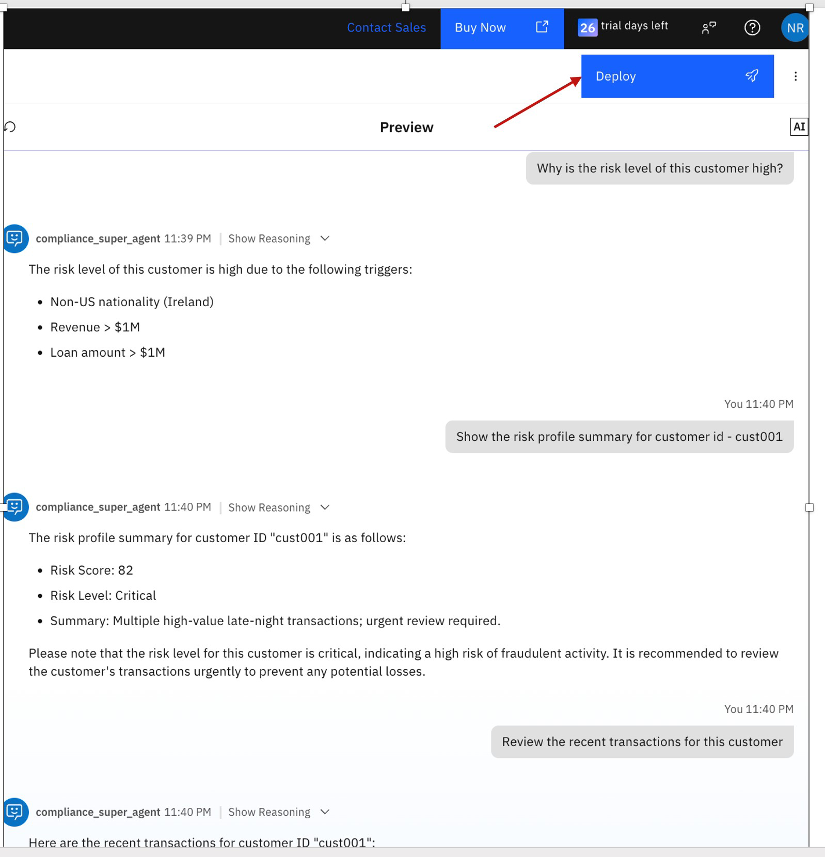 Contact Sales Buy Now 26 trial days left NR
Deploy
Preview AI
Why is the risk level of this customer high?
compliance_super_agent 11:39 PM | Show Reasoning
The risk level of this customer is high due to the following triggers:
• Non-US nationality (Ireland)
• Revenue > $1M
• Loan amount > $1M
You 11:40 PM
Show the risk profile summary for customer id - cust001
compliance_super_agent 11:40 PM | Show Reasoning
The risk profile summary for customer ID "cust001" is as follows:
• Risk Score: 82
• Risk Level: Critical
• Summary: Multiple high-value late-night transactions; urgent review required.
Please note that the risk level for this customer is critical, indicating a high risk of fraudulent activity. It is recommended to review
the customer's transactions urgently to prevent any potential losses.
You 11:40 PM
Review the recent transactions for this customer
compliance_super_agent 11:40 PM | Show Reasoning
Here are the recent transactions for customer ID "cust001":